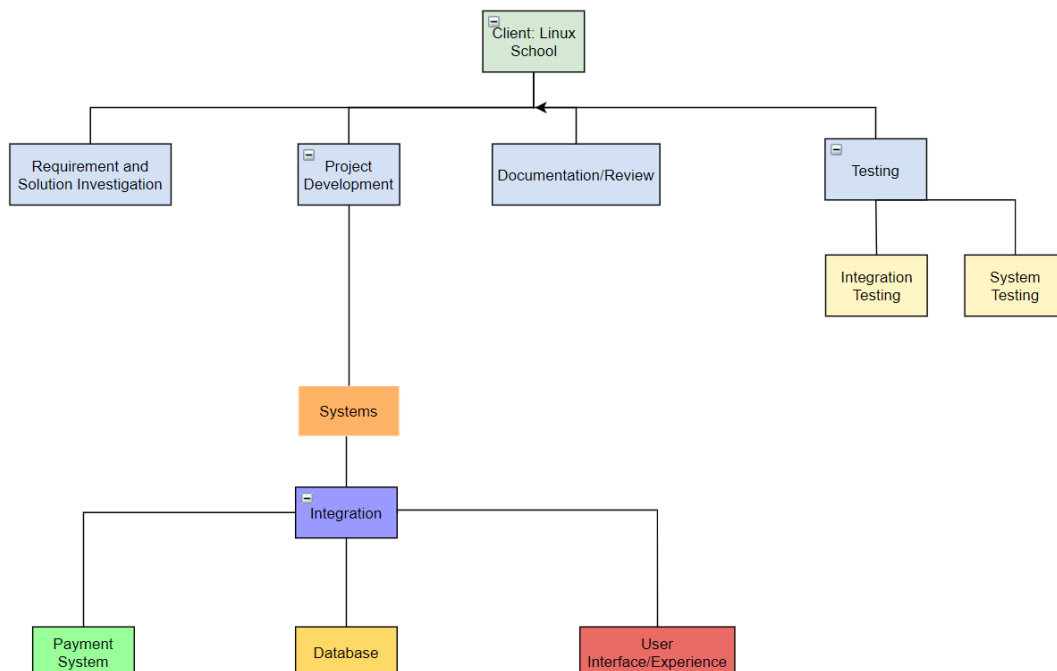 Client: Linux
School
Requirement and
Solution Investigation
Project
Development
Documentation/Review
Testing
Integration
Testing
System
Testing
Systems
Integration
Payment
System
Database
User
Interface/Experience